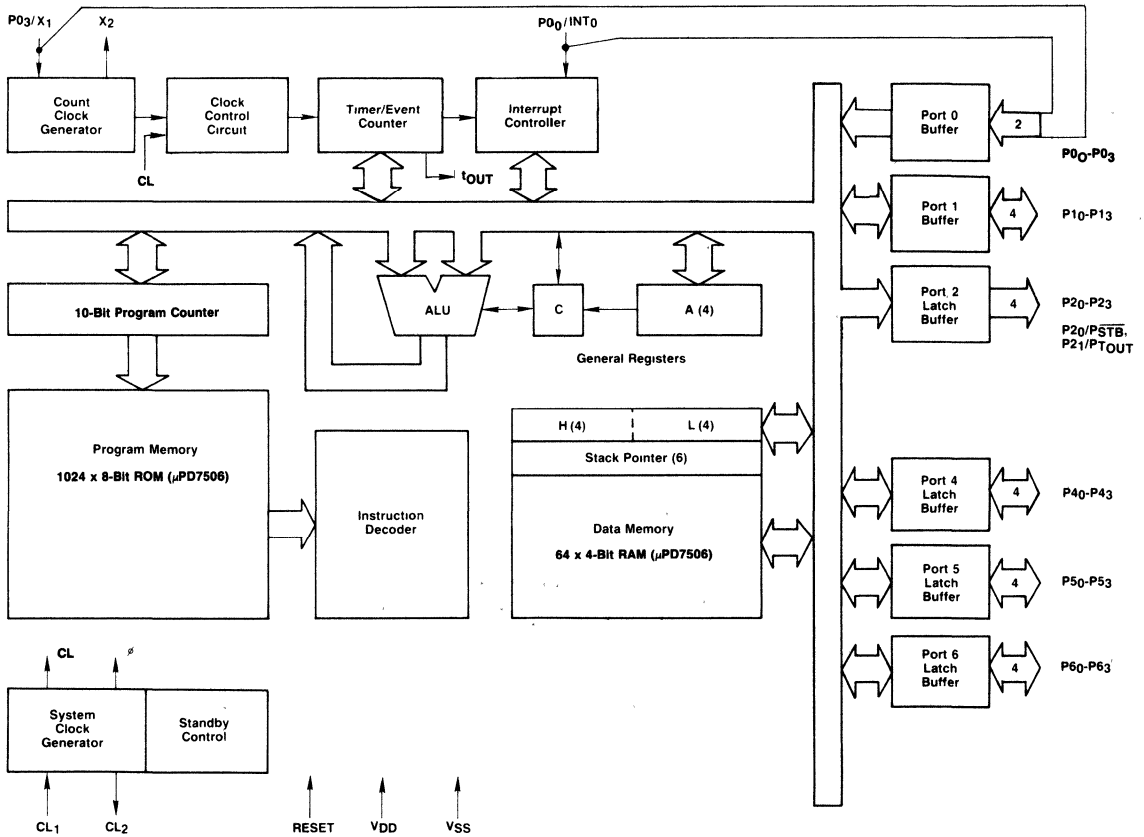 P03/X1
X2
P00/INT0
Count
Clock
Generator
Clock
Control
Circuit
Timer/Event
Counter
Interrupt
Controller
CL
tOUT
Port 0
Buffer
2
P00-P03
Port 1
Buffer
4
P10-P13
Port 2
Latch
Buffer
4
P20-P23
P20/PSTB,
P21/PTOUT
10-Bit Program Counter
ALU
C
A (4)
General Registers
Program Memory
1024 x 8-Bit ROM (μPD7506)
Instruction
Decoder
H (4)
L (4)
Stack Pointer (6)
Data Memory
64 x 4-Bit RAM (μPD7506)
Port 4
Latch
Buffer
4
P40-P43
Port 5
Latch
Buffer
4
P50-P53
Port 6
Latch
Buffer
4
P60-P63
CL
ø
System
Clock
Generator
Standby
Control
CL1
CL2
RESET
VDD
VSS